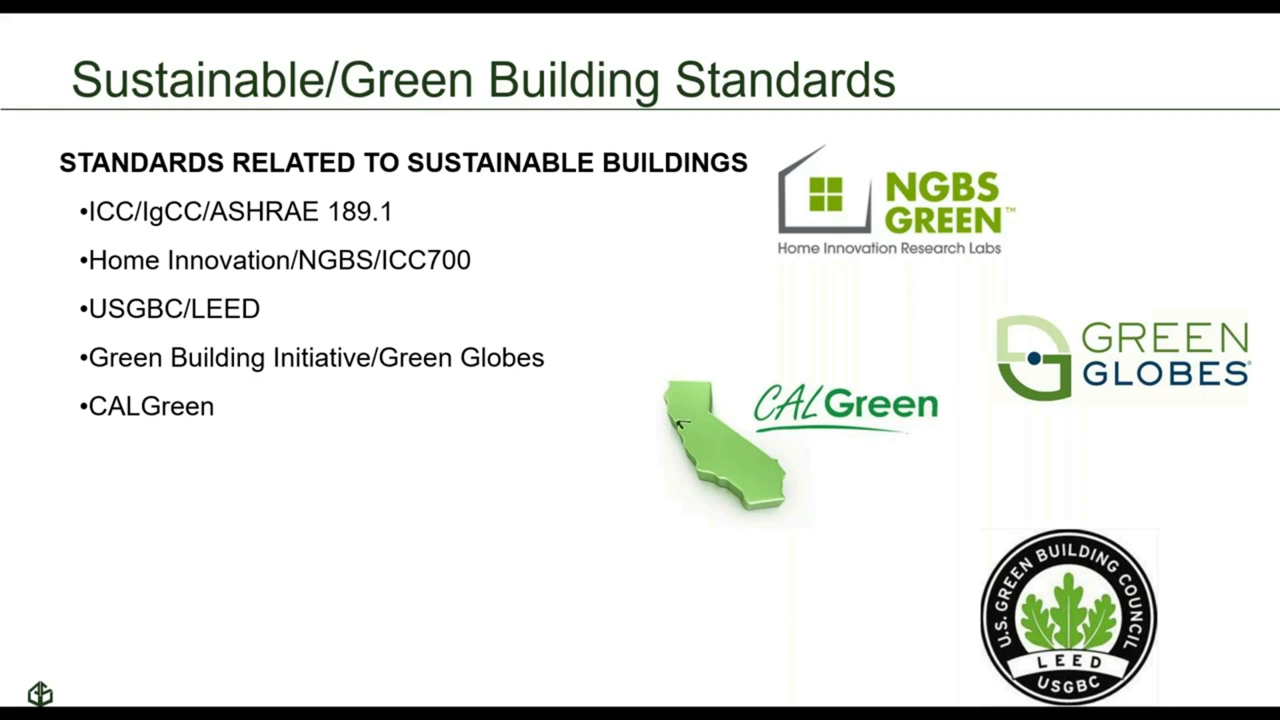 Sustainable/Green Building Standards
STANDARDS RELATED TO SUSTAINABLE BUILDINGS
•ICC/IgCC/ASHRAE 189.1
•Home Innovation/NGBS/ICC700
•USGBC/LEED
•Green Building Initiative/Green Globes
•CALGreen
NGBS
GREEN™
Home Innovation Research Labs
GREEN
GLOBES®
CALGreen
U.S. GREEN BUILDING COUNCIL
LEED
USGBC